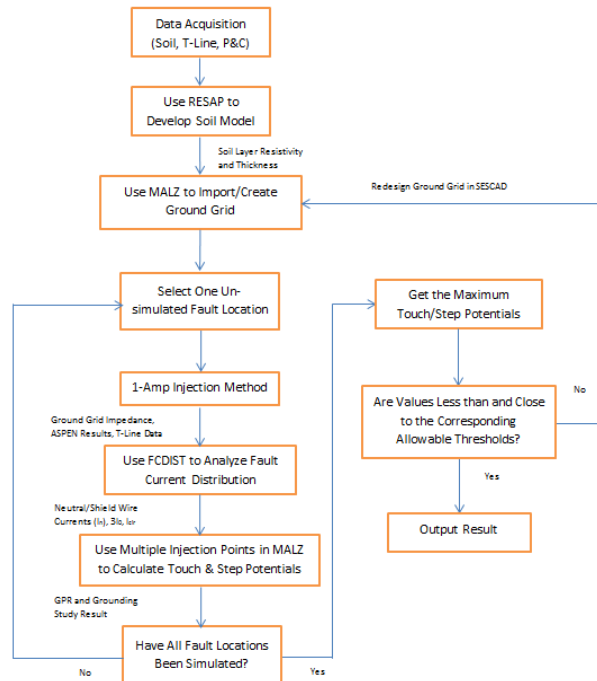 Data Acquisition
(Soil, T-Line, P&C)
Use RESAP to
Develop Soil Model
Soil Layer Resistivity
and Thickness
Redesign Ground Grid in SESCAD
Use MALZ to Import/Create
Ground Grid
Select One Un-
simulated Fault Location
1-Amp Injection Method
Ground Grid Impedance,
ASPEN Results, T-Line Data
Use FCDIST to Analyze Fault
Current Distribution
Neutral/Shield Wire
Currents (In), 3I0,
Use Multiple Injection Points in MALZ
to Calculate Touch & Step Potentials
GPR and Grounding
Study Result
Have All Fault Locations
Been Simulated?
No
Yes
Get the Maximum
Touch/Step Potentials
Are Values Less than and Close
to the Corresponding
Allowable Thresholds?
No
Yes
Output Result